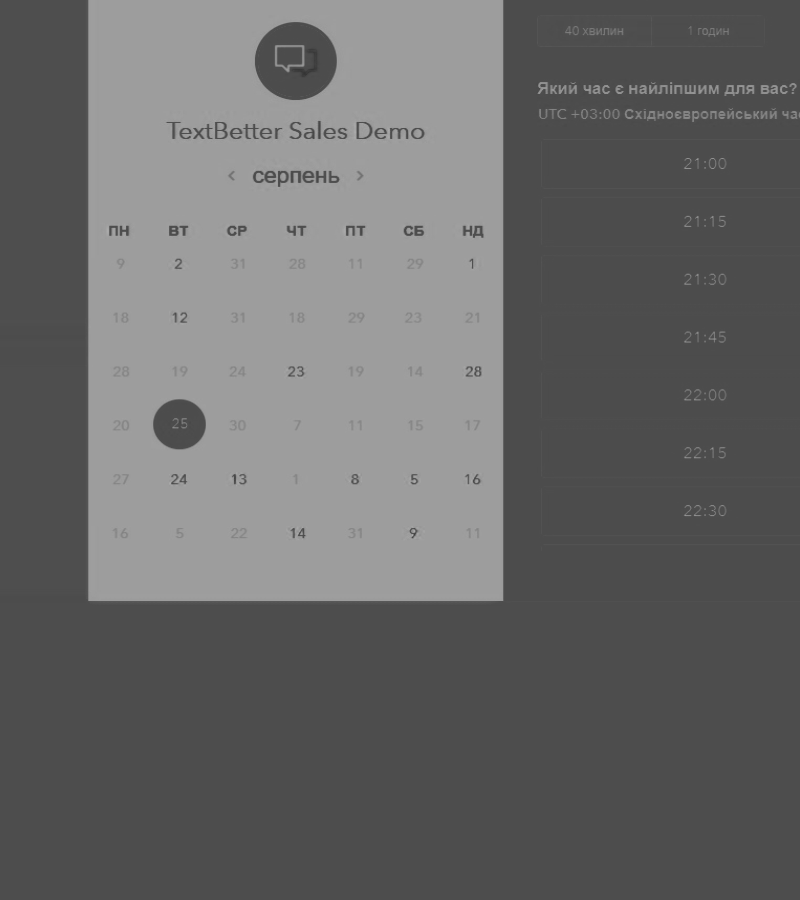 TextBetter Sales Demo
серпень
ПН ВТ СР ЧТ ПТ СБ НД
9 2 31 28 11 29 1
18 12 31 18 29 23 21
28 19 24 23 19 14 28
20 25 30 7 11 15 17
27 24 13 1 8 5 16
16 5 22 14 31 9 11
40 хвилин 1 годин
Який час є найліпшим для вас?
UTC +03:00 Східноєвропейський час
21:00
21:15
21:30
21:45
22:00
22:15
22:30